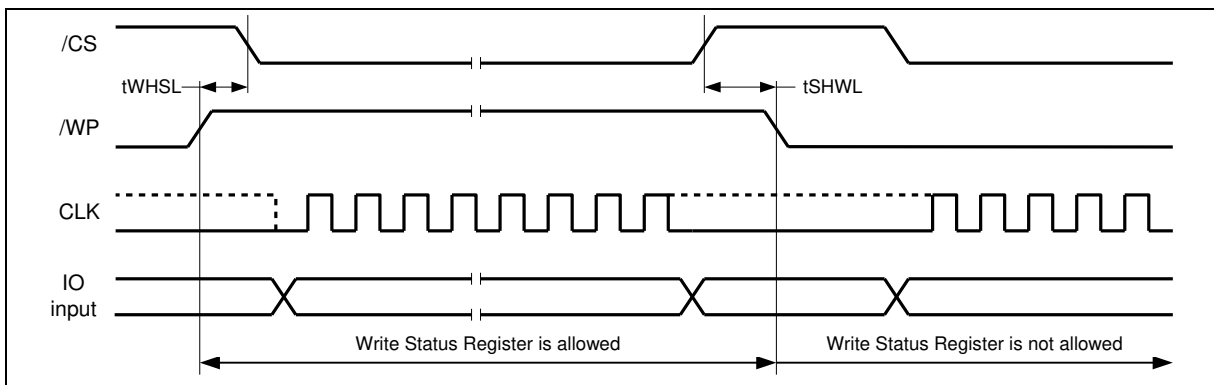 /CS
tWHSL
tSHWL
/WP
CLK
IO
input
Write Status Register is allowed
Write Status Register is not allowed